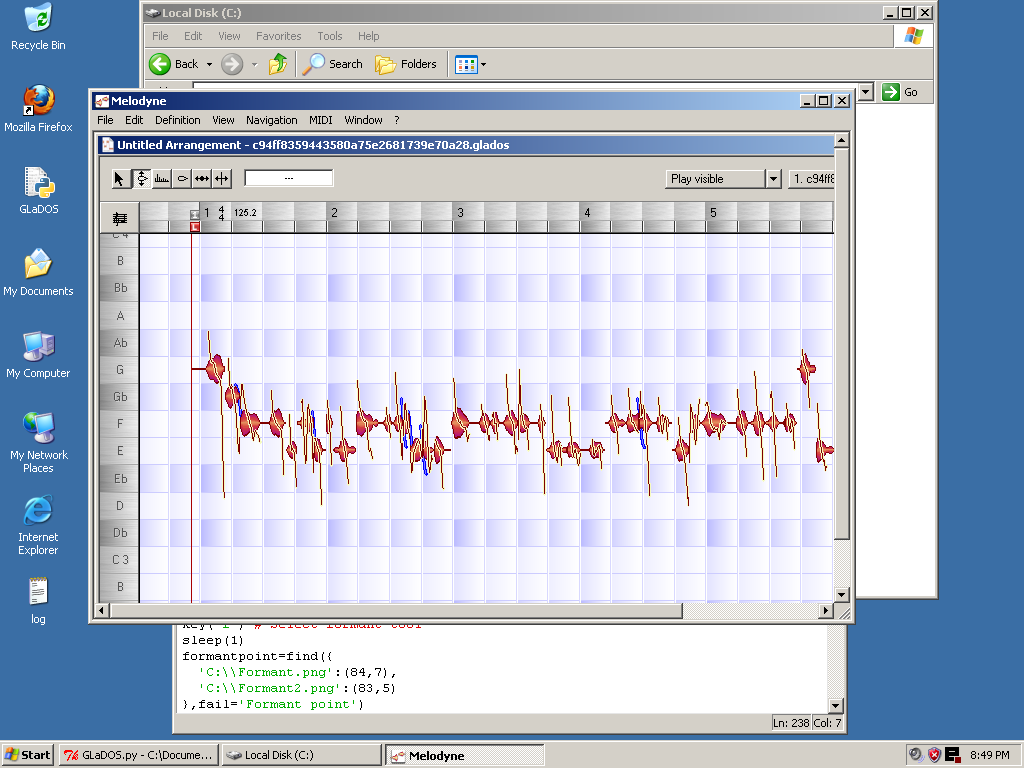 Recycle Bin
Mozilla Firefox
GLaDOS
My Documents
My Computer
My Network
Places
Internet
Explorer
log
Local Disk (C:)
File Edit View Favorites Tools Help
Back Search Folders
Go
Melodyne
File Edit Definition View Navigation MIDI Window ?
Untitled Arrangement - c94ff8359443580a75e2681739e70a28.glados
--- Play visible 1. c94ff8
1 4 4 125.2 2 3 4 5
C 4
B
Bb
A
Ab
G
Gb
F
E
Eb
D
Db
C 3
B
key('F') # Select formant tool
sleep(1)
formantpoint=find({
'C:\\Formant.png':(84,7),
'C:\\Formant2.png':(83,5)
},fail='Formant point')
Ln: 238 Col: 7
Start GLaDOS.py - C:\Docume... Local Disk (C:) Melodyne 8:49 PM